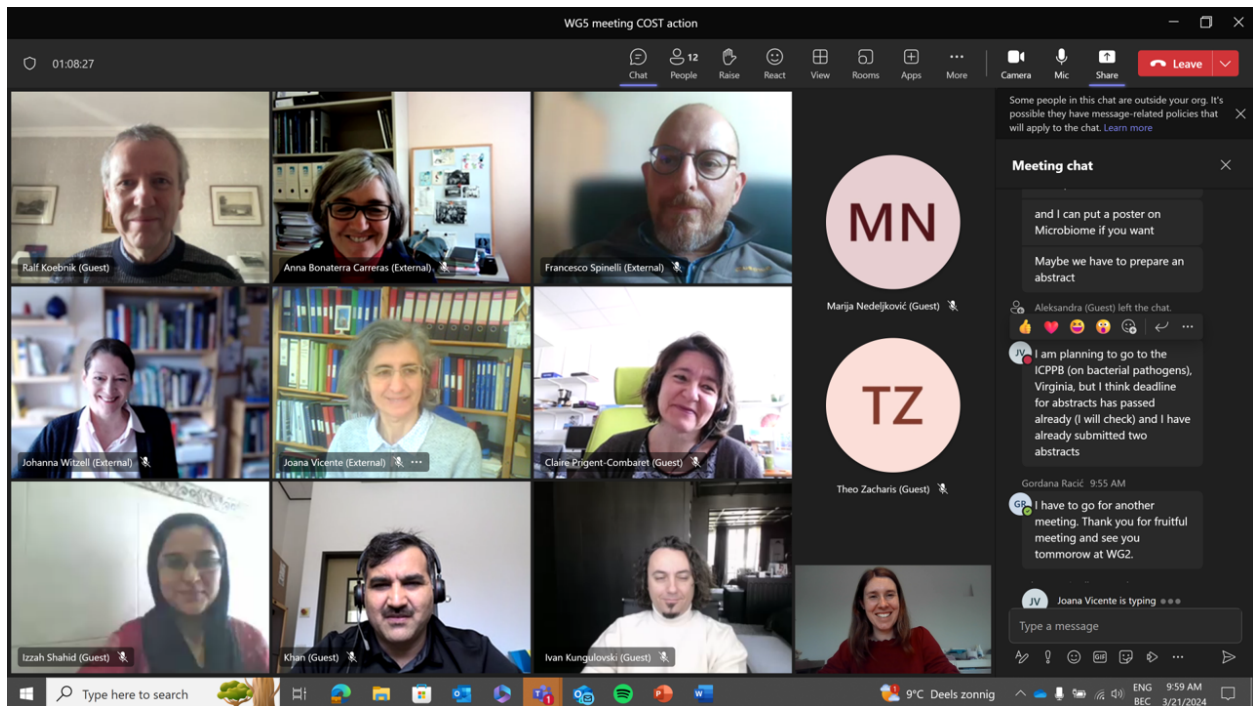 WG5 meeting COST action
01:08:27
Chat
12
People
Raise
React
View
Rooms
Apps
More
Camera
Mic
Share
Leave
Ralf Koebnik (Guest)
Anna Bonaterra Carreras (External)
Francesco Spinelli (External)
Johanna Witzell (External)
Joana Vicente (External)
Claire Prigent-Combaret (Guest)
Izzah Shahid (Guest)
Khan (Guest)
Ivan Kungulovski (Guest)
MN
Marija Nedeljković (Guest)
TZ
Theo Zacharis (Guest)
Some people in this chat are outside your org. It's
possible they have message-related policies that
will apply to the chat. Learn more
Meeting chat
and I can put a poster on
Microbiome if you want
Maybe we have to prepare an
abstract
Aleksandra (Guest) left the chat.
JV
I am planning to go to the
ICPPB (on bacterial pathogens),
Virginia, but I think deadline
for abstracts has passed
already (I will check) and I have
already submitted two
abstracts
Gordana Racić 9:55 AM
GR
I have to go for another
meeting. Thank you for fruitful
meeting and see you
tommorow at WG2.
JV
Joana Vicente is typing
Type a message
GIF
Type here to search
9°C Deels zonnig
ENG
BEC
9:59 AM
3/21/2024